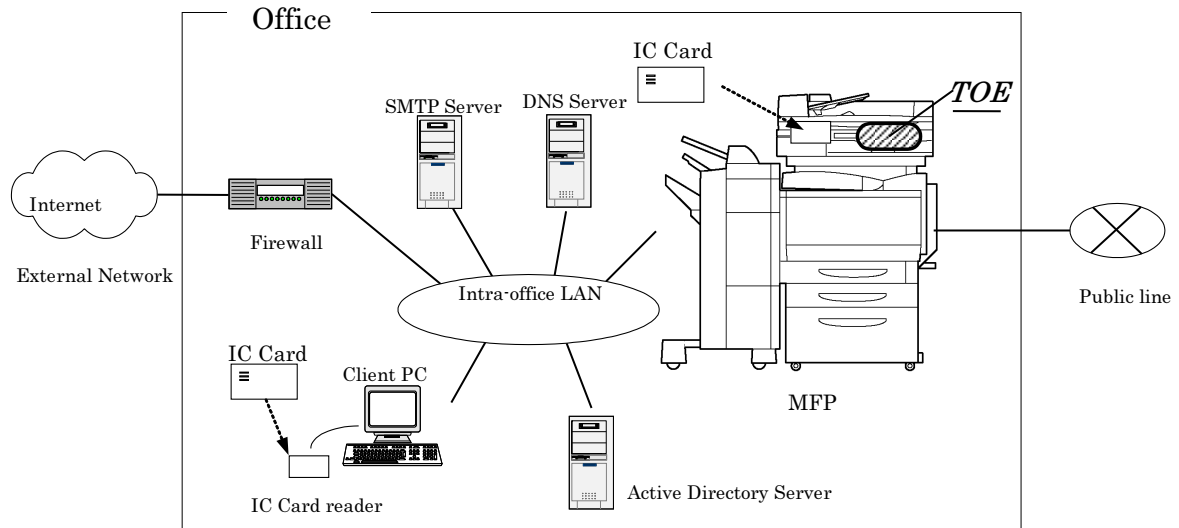 Office
IC Card
TOE
SMTP Server
DNS Server
Internet
Firewall
External Network
Intra-office LAN
Public line
IC Card
Client PC
MFP
Active Directory Server
IC Card reader